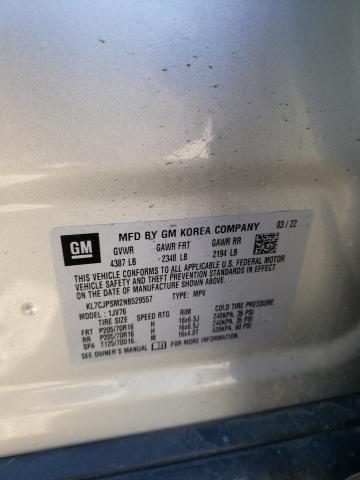 GM
MFD BY GM KOREA COMPANY 03 / 22
GVWR GAWR FRT GAWR RR
4387 LB 2348 LB 2194 LB
THIS VEHICLE CONFORMS TO ALL APPLICABLE U.S. FEDERAL MOTOR
VEHICLE SAFETY AND THEFT PREVENTION STANDARDS IN EFFECT ON
THE DATE OF MANUFACTURE SHOWN ABOVE.
KL7CJPSM2NB529557 TYPE: MPV
MODEL: 1JV76
TIRE SIZE SPEED RTG RIM COLD TIRE PRESSURE
FRT P205/70R16 H 16x6.5J 240KPA, 35 PSI
RR P205/70R16 H 16x6.5J 240KPA, 35 PSI
SPA T125/70D16 M 16x4.0T 420KPA, 60 PSI
SEE OWNER'S MANUAL FOR MORE INFORMATION.